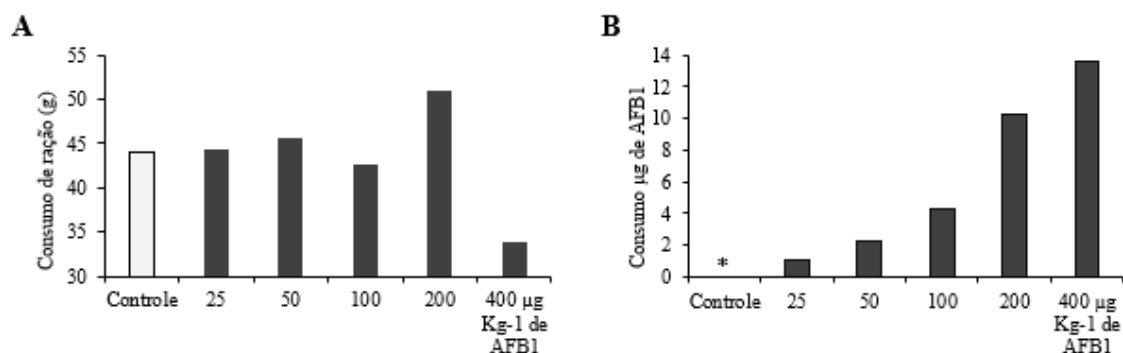 A
Consumo de ração (g)
55
50
45
40
35
30
Controle 25 50 100 200 400 µg
Kg-1 de
AFB1
B
Consumo µg de AFB1
14
12
10
8
6
4
2
0
*
Controle 25 50 100 200 400 µg
Kg-1 de
AFB1